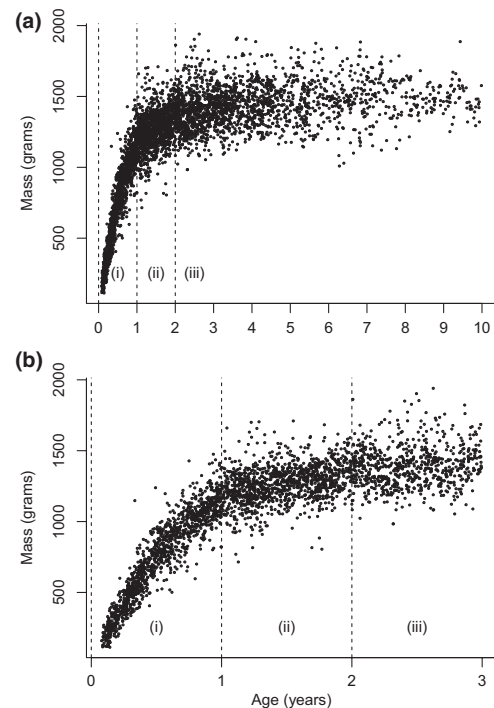 (a)
2000
1500
1000
500
Mass (grams)
(i) (ii) (iii)
0 1 2 3 4 5 6 7 8 9 10
(b)
2000
1500
1000
500
Mass (grams)
(i) (ii) (iii)
0 1 2 3
Age (years)